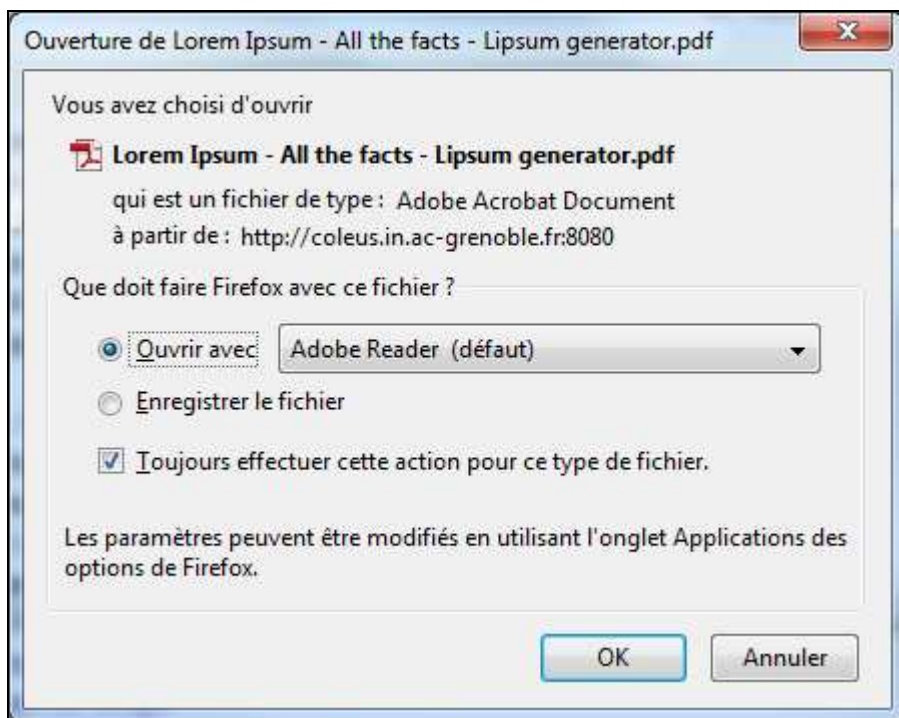 Ouverture de Lorem Ipsum - All the facts - Lipsum generator.pdf
Vous avez choisi d'ouvrir
Lorem Ipsum - All the facts - Lipsum generator.pdf
qui est un fichier de type : Adobe Acrobat Document
à partir de : http://coleus.in.ac-grenoble.fr:8080
Que doit faire Firefox avec ce fichier ?
Ouvrir avec Adobe Reader (défaut)
Enregistrer le fichier
Toujours effectuer cette action pour ce type de fichier.
Les paramètres peuvent être modifiés en utilisant l'onglet Applications des
options de Firefox.
OK Annuler